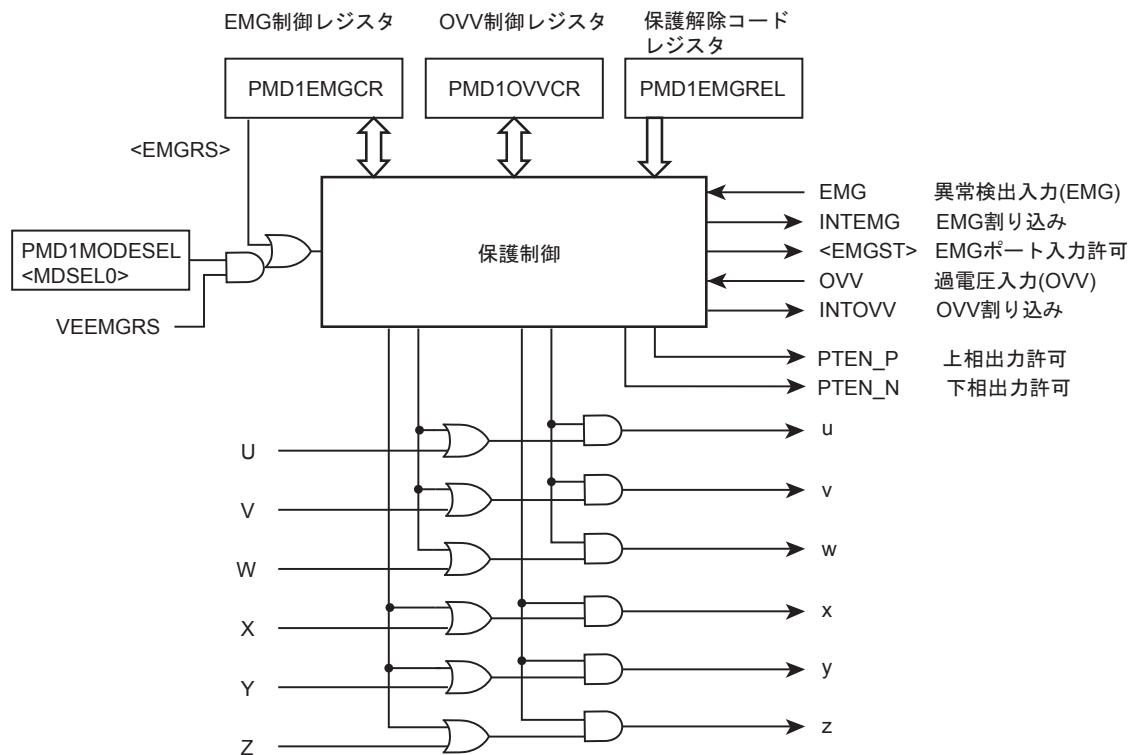 EMG制御レジスタ
OVV制御レジスタ
保護解除コード
レジスタ
PMD1EMGCR
PMD1OVVCR
PMD1EMGREL
<EMGRS>
PMD1MODESEL
<MDSEL0>
VEEMGRS
保護制御
EMG 異常検出入力(EMG)
INTEMG EMG割り込み
<EMGST> EMGポート入力許可
OVV 過電圧入力(OVV)
INTOVV OVV割り込み
PTEN_P 上相出力許可
PTEN_N 下相出力許可
U u
V v
W w
X x
Y y
Z z